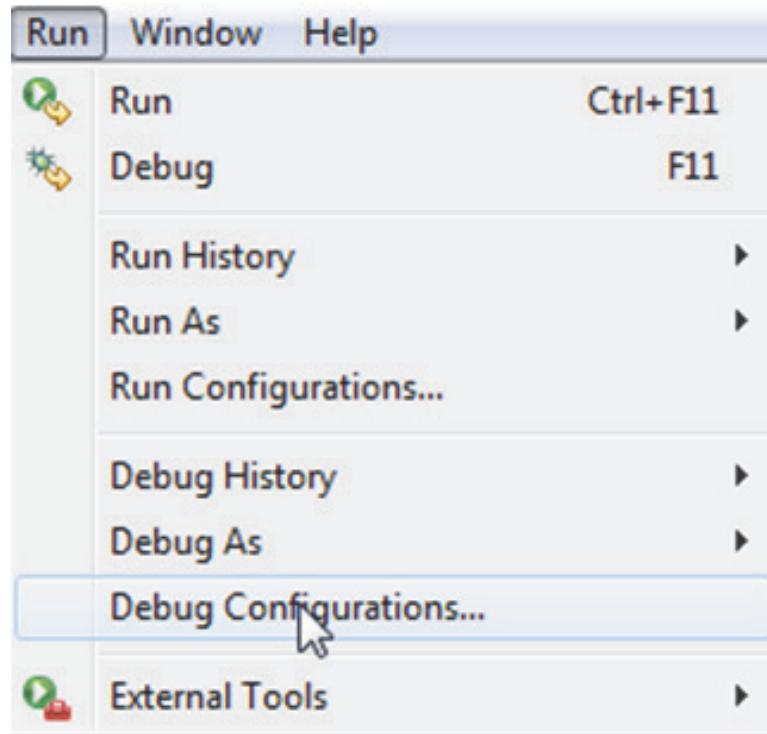 Run Window Help
Run Ctrl+F11
Debug F11
Run History
Run As
Run Configurations...
Debug History
Debug As
Debug Configurations...
External Tools